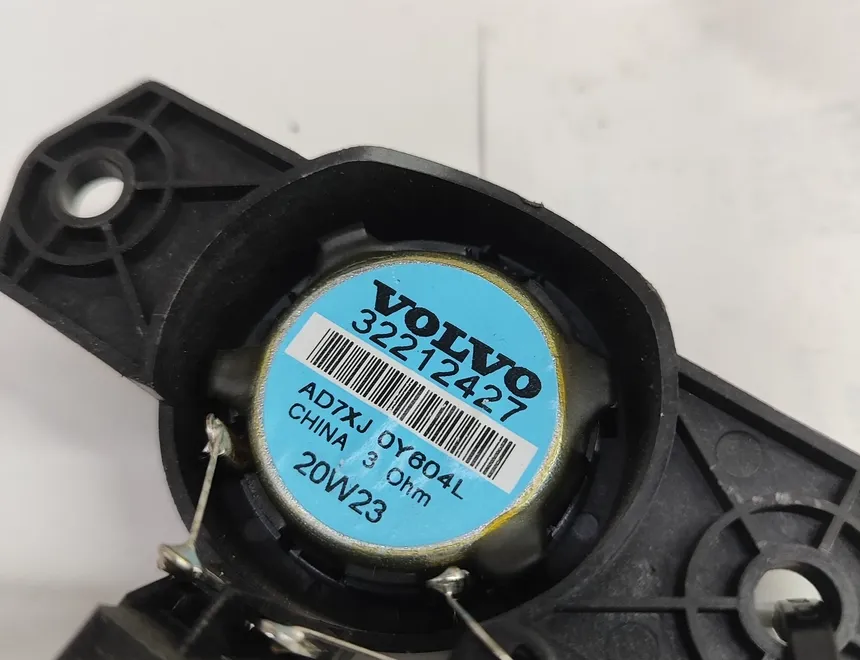 VOLVO
32212427
AD7XJ 0Y604L
CHINA 3 Ohm
20W23